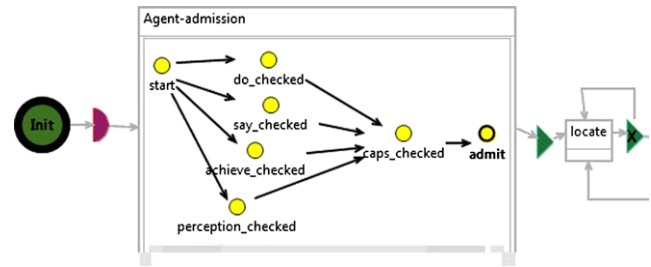 Agent-admission
Init
start
do_checked
say_checked
achieve_checked
perception_checked
caps_checked
admit
locate
X